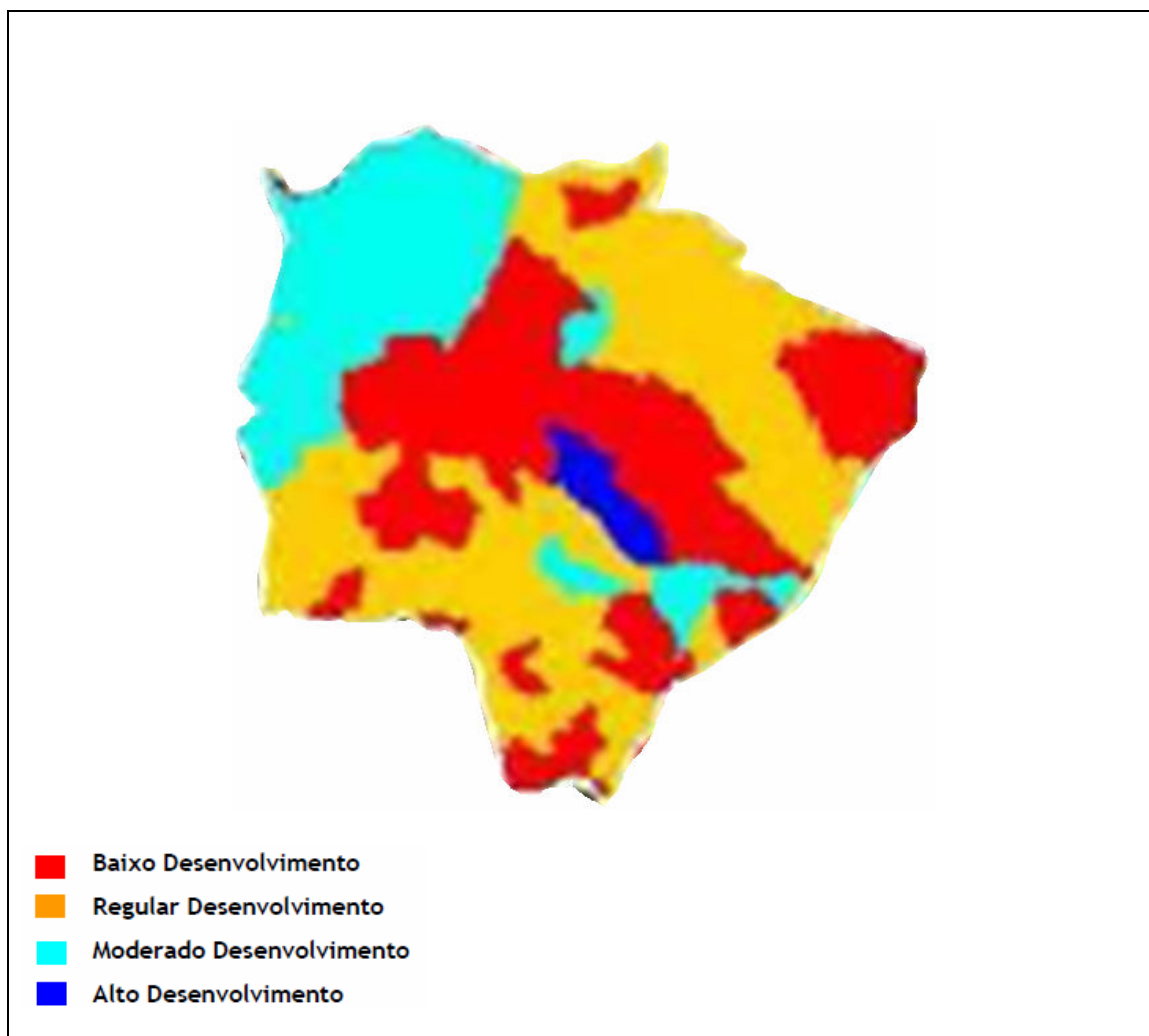 Baixo Desenvolvimento
Regular Desenvolvimento
Moderado Desenvolvimento
Alto Desenvolvimento